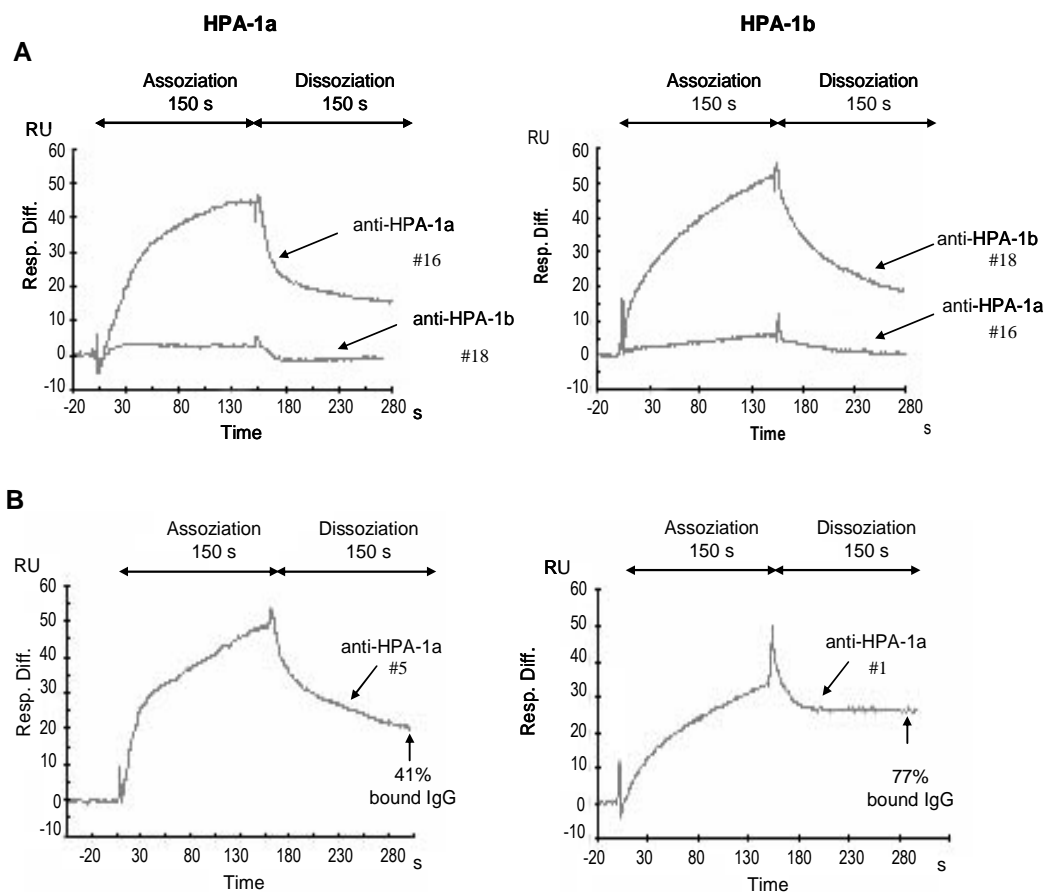 HPA-1a
HPA-1b
A
Assoziation
150 s
Dissoziation
150 s
RU
60
50
40
30
20
10
0
-10
Resp. Diff.
anti-HPA-1a
#16
anti-HPA-1b
#18
-20 30 80 130 180 230 280 s
Time
Assoziation
150 s
Dissoziation
150 s
RU
60
50
40
30
20
10
0
-10
Resp. Diff.
anti-HPA-1b
#18
anti-HPA-1a
#16
-20 30 80 130 180 230 280 s
Time
B
Assoziation
150 s
Dissoziation
150 s
RU
60
50
40
30
20
10
0
-10
Resp. Diff.
anti-HPA-1a
#5
41%
bound IgG
-20 30 80 130 180 230 280 s
Time
Assoziation
150 s
Dissoziation
150 s
RU
60
50
40
30
20
10
0
-10
Resp. Diff.
anti-HPA-1a
#1
77%
bound IgG
-20 30 80 130 180 230 280 s
Time